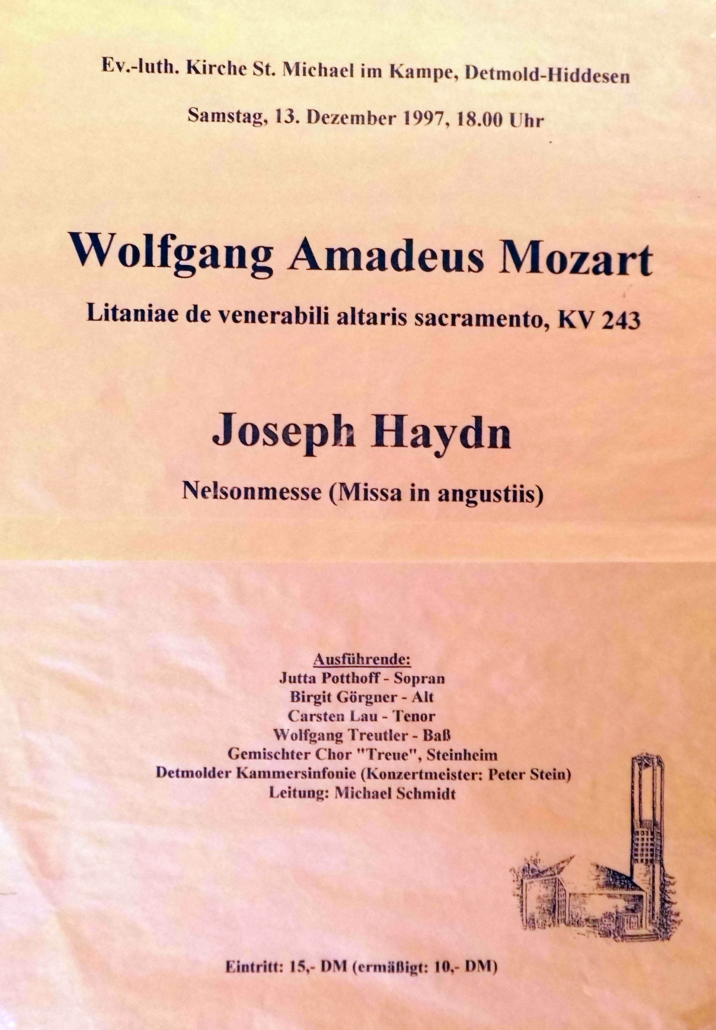 Ev.-luth. Kirche St. Michael im Kampe, Detmold-Hiddesen
Samstag, 13. Dezember 1997, 18.00 Uhr
Wolfgang Amadeus Mozart
Litaniae de venerabili altaris sacramento, KV 243
Joseph Haydn
Nelsonmesse (Missa in angustiis)
Ausführende:
Jutta Potthoff - Sopran
Birgit Görgner - Alt
Carsten Lau - Tenor
Wolfgang Treutler - Baß
Gemischter Chor "Treue", Steinheim
Detmolder Kammersinfonie (Konzertmeister: Peter Stein)
Leitung: Michael Schmidt
Eintritt: 15,- DM (ermäßigt: 10,- DM)